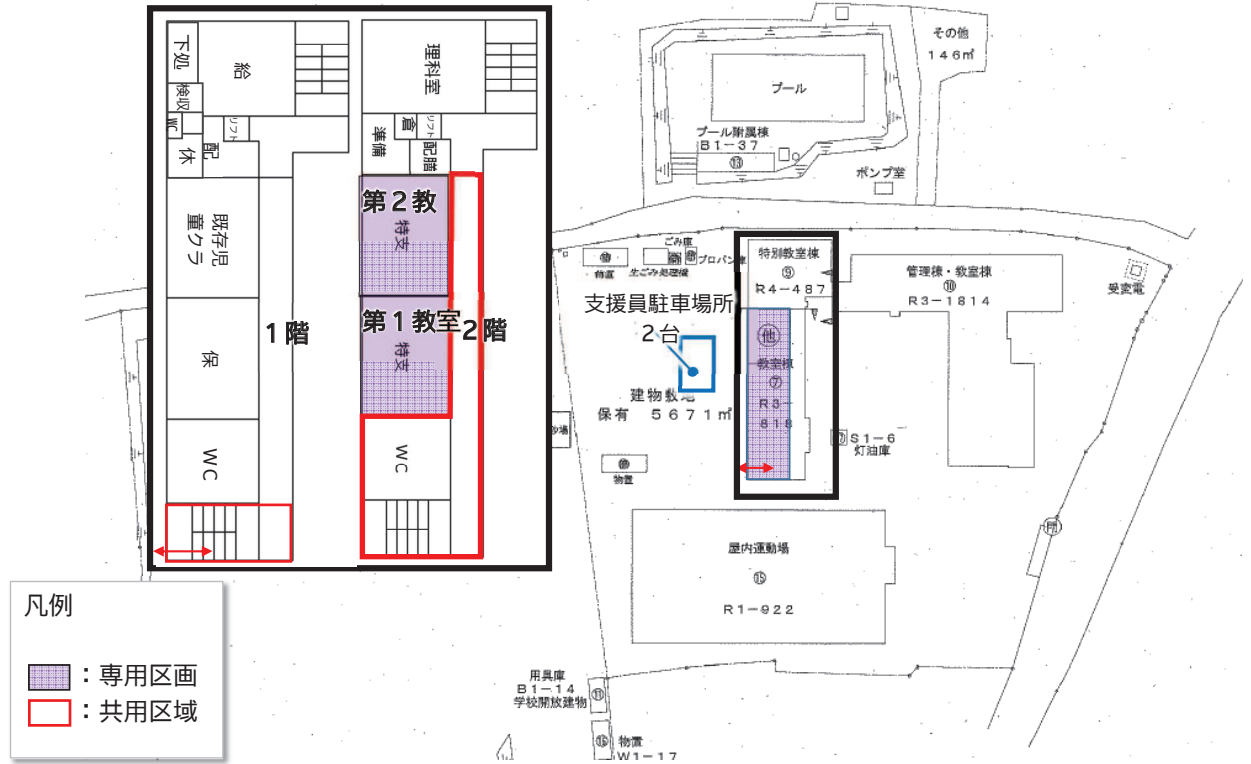 下処
給
検収
WC
リフト
配
休
既存児
童クラ
保
WC
1階
理科室
倉
リフト
準備
配膳
第2教
特支
第1教室
特支
2階
WC
凡例
：専用区画
：共用区域
その他
146㎡
プール
プール附属棟
B1-37
⑬
ポンプ室
ごみ庫
プロパン庫
物置
生ごみ処理機
特別教室棟
⑨
R4-487
管理棟・教室棟
⑩
R3-1814
受変電
支援員駐車場所
2台
他
教室棟
⑦
R3-
818
建物敷地
保有 5671㎡
砂場
S1-6
灯油庫
物置
屋内運動場
⑮
R1-922
用具庫
B1-14
学校開放建物
⑪
⑯
物置
W1-17